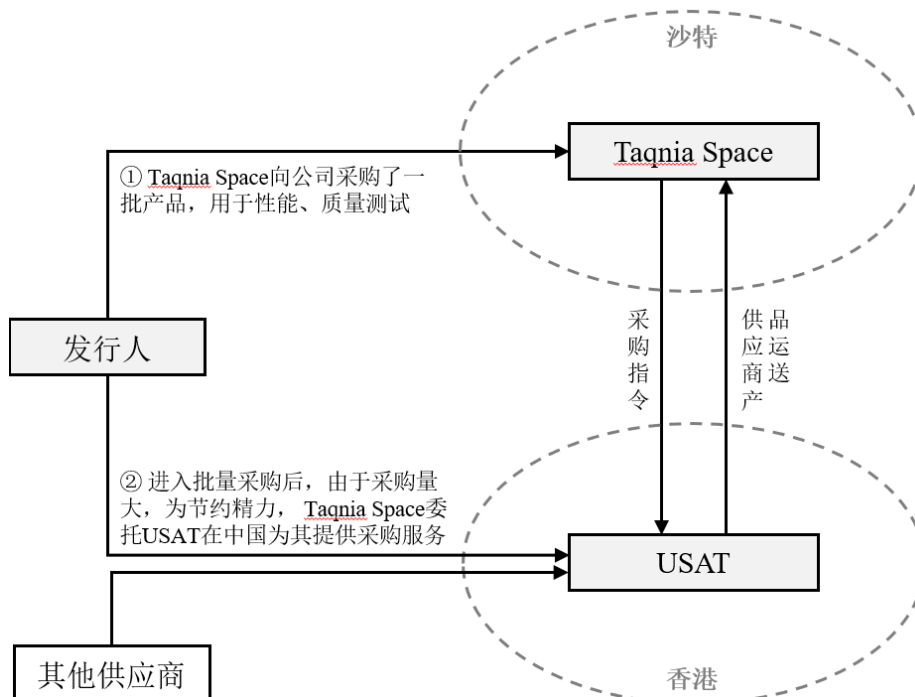 沙特
Taqnia Space
① Taqnia Space向公司采购了一
批产品，用于性能、质量测试
发行人
采购指令
供应商产
品运送
② 进入批量采购后，由于采购量
大，为节约精力， Taqnia Space委
托USAT在中国为其提供采购服务
USAT
其他供应商
香港